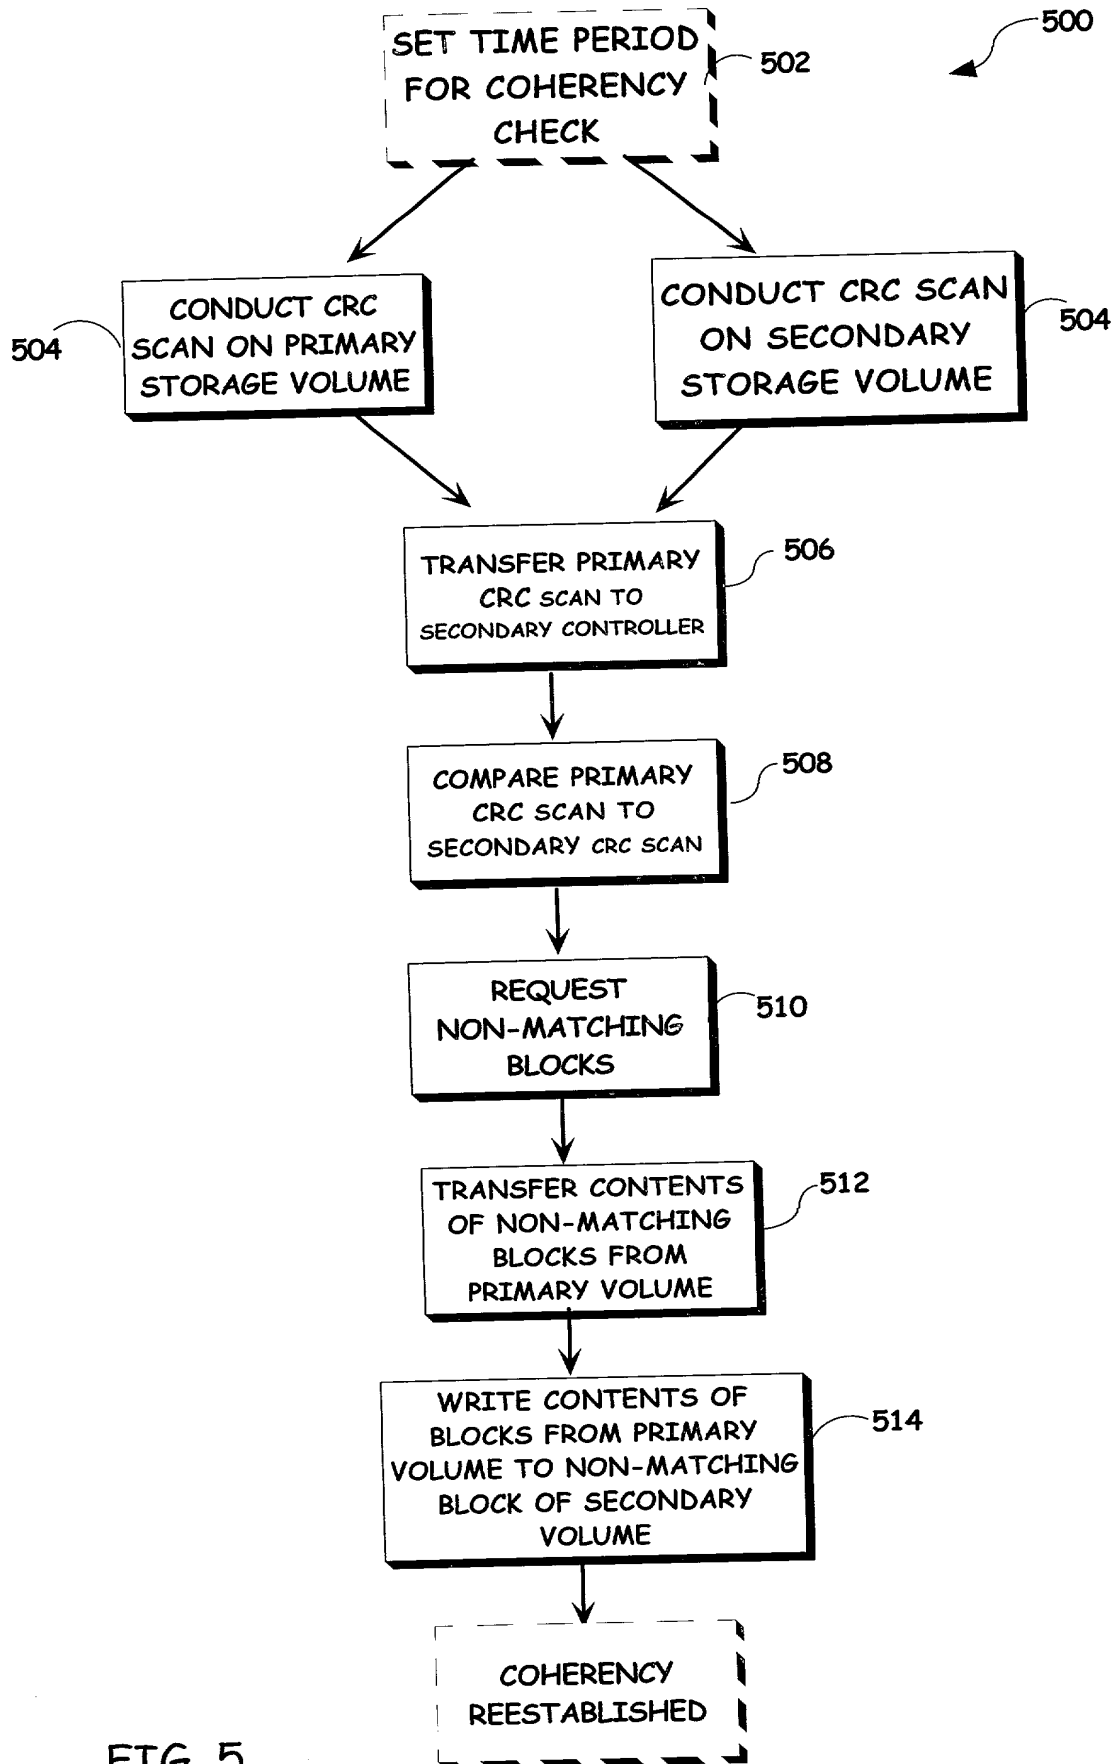 500
SET TIME PERIOD
FOR COHERENCY
CHECK
502
CONDUCT CRC
SCAN ON PRIMARY
STORAGE VOLUME
504
CONDUCT CRC SCAN
ON SECONDARY
STORAGE VOLUME
504
TRANSFER PRIMARY
CRC SCAN TO
SECONDARY CONTROLLER
506
COMPARE PRIMARY
CRC SCAN TO
SECONDARY CRC SCAN
508
REQUEST
NON-MATCHING
BLOCKS
510
TRANSFER CONTENTS
OF NON-MATCHING
BLOCKS FROM
PRIMARY VOLUME
512
WRITE CONTENTS OF
BLOCKS FROM PRIMARY
VOLUME TO NON-MATCHING
BLOCK OF SECONDARY
VOLUME
514
COHERENCY
REESTABLISHED
FIG 5